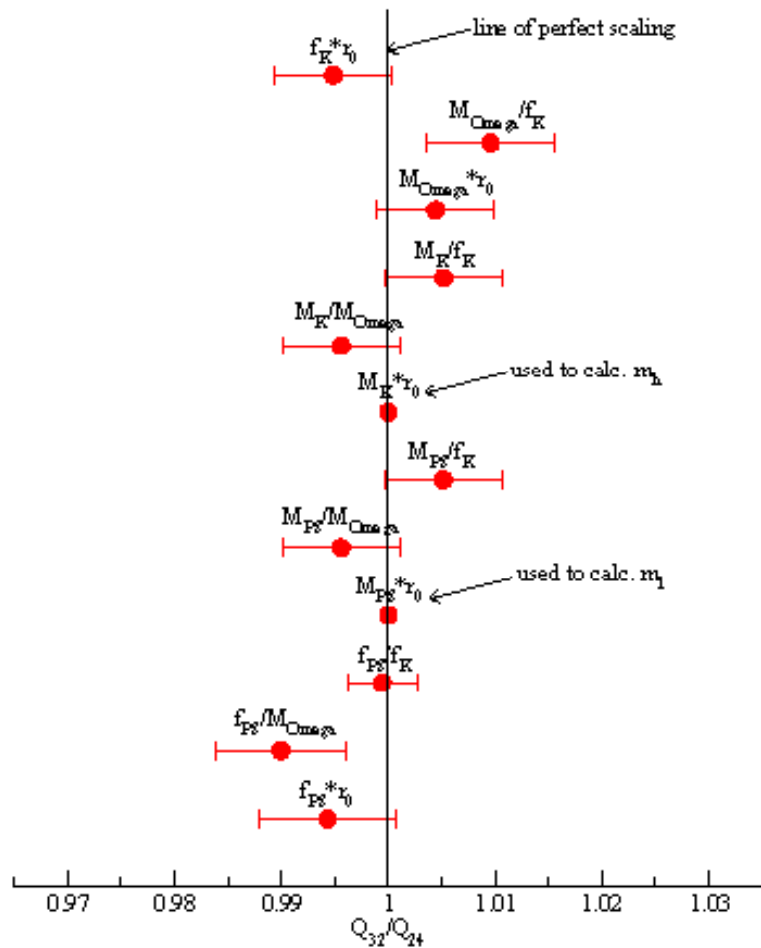 line of perfect scaling
f_K*r_0
M_Omega/f_K
M_Omega*r_0
M_K/f_K
M_K/M_Omega
used to calc. m_h
M_K*r_0
M_PS/f_K
M_PS/M_Omega
used to calc. m_l
M_PS*r_0
f_PS/f_K
f_PS/M_Omega
f_PS*r_0
0.97 0.98 0.99 1 1.01 1.02 1.03
Q_32/Q_24